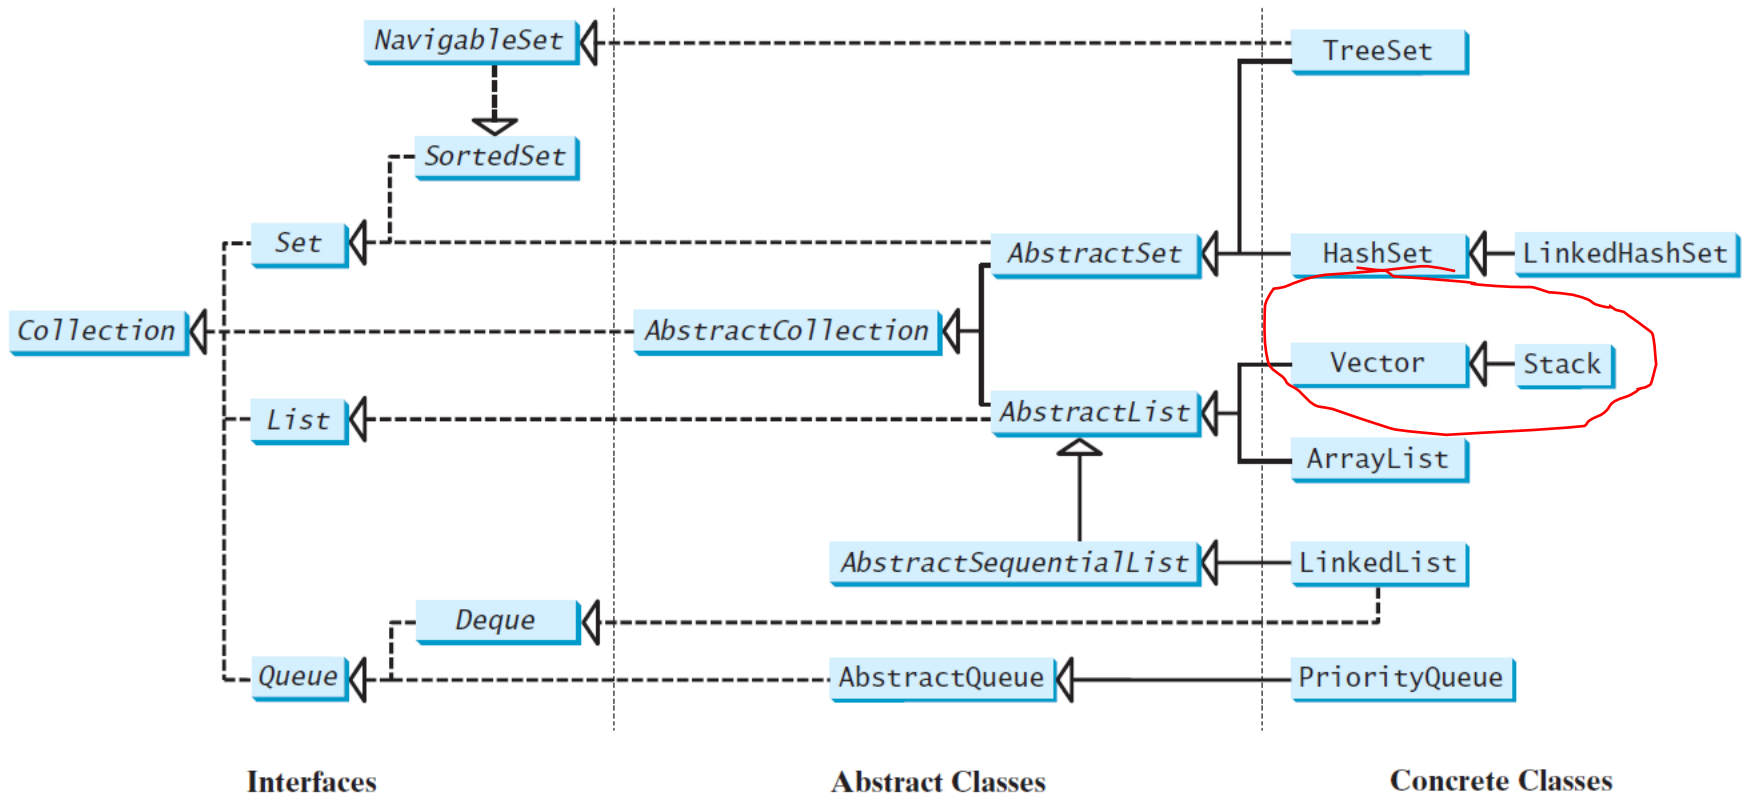 NavigableSet
TreeSet
SortedSet
Set
AbstractSet
HashSet
LinkedHashSet
Collection
AbstractCollection
Vector
Stack
List
AbstractList
ArrayList
AbstractSequentialList
LinkedList
Deque
Queue
AbstractQueue
PriorityQueue
Interfaces
Abstract Classes
Concrete Classes